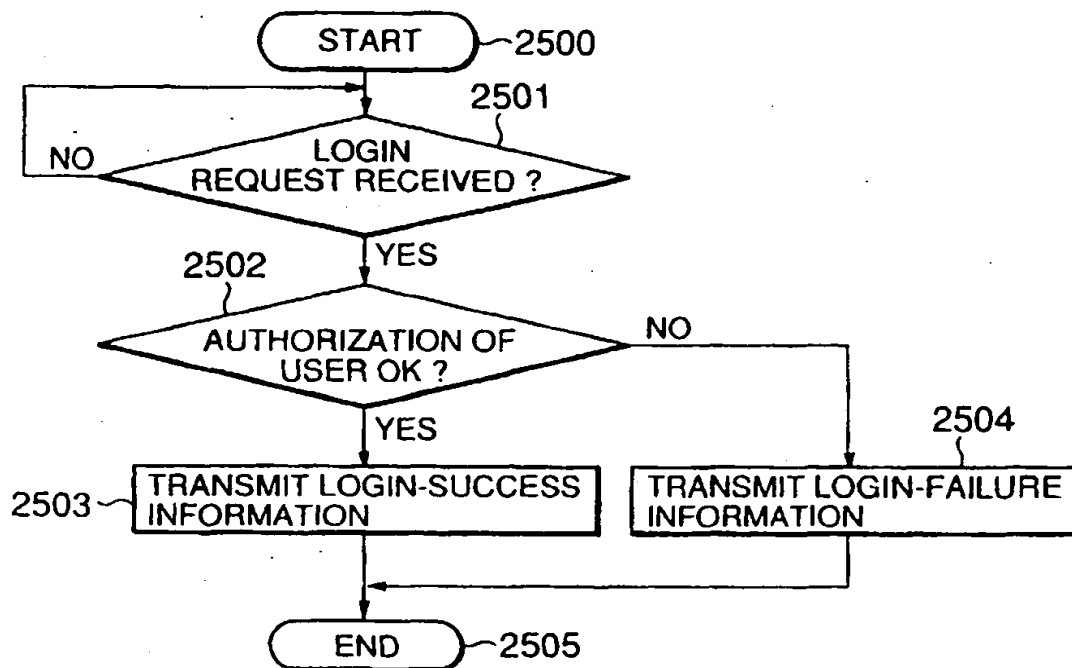 START
2500
2501
LOGIN
REQUEST RECEIVED ?
NO
YES
2502
AUTHORIZATION OF
USER OK ?
NO
YES
2504
2503
TRANSMIT LOGIN-SUCCESS
INFORMATION
TRANSMIT LOGIN-FAILURE
INFORMATION
END
2505